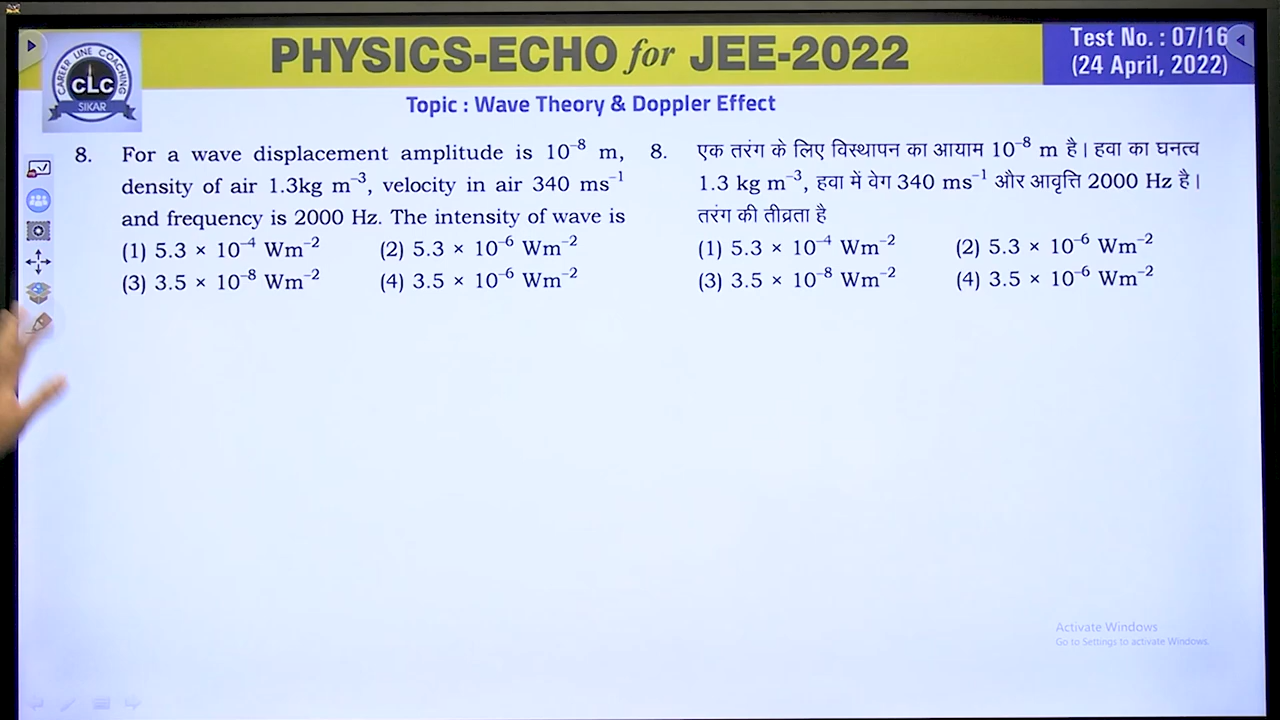 PHYSICS-ECHO for JEE-2022
Test No. : 07/16
(24 April, 2022)
CAREER LINE COACHING
CLC
SIKAR
Topic : Wave Theory & Doppler Effect
8. For a wave displacement amplitude is 10⁻⁸ m,
density of air 1.3kg m⁻³, velocity in air 340 ms⁻¹
and frequency is 2000 Hz. The intensity of wave is
(1) 5.3 × 10⁻⁴ Wm⁻² (2) 5.3 × 10⁻⁶ Wm⁻²
(3) 3.5 × 10⁻⁸ Wm⁻² (4) 3.5 × 10⁻⁶ Wm⁻²
8. एक तरंग के लिए विस्थापन का आयाम 10⁻⁸ m है। हवा का घनत्व
1.3 kg m⁻³, हवा में वेग 340 ms⁻¹ और आवृत्ति 2000 Hz है।
तरंग की तीव्रता है
(1) 5.3 × 10⁻⁴ Wm⁻² (2) 5.3 × 10⁻⁶ Wm⁻²
(3) 3.5 × 10⁻⁸ Wm⁻² (4) 3.5 × 10⁻⁶ Wm⁻²
Activate Windows
Go to Settings to activate Windows.